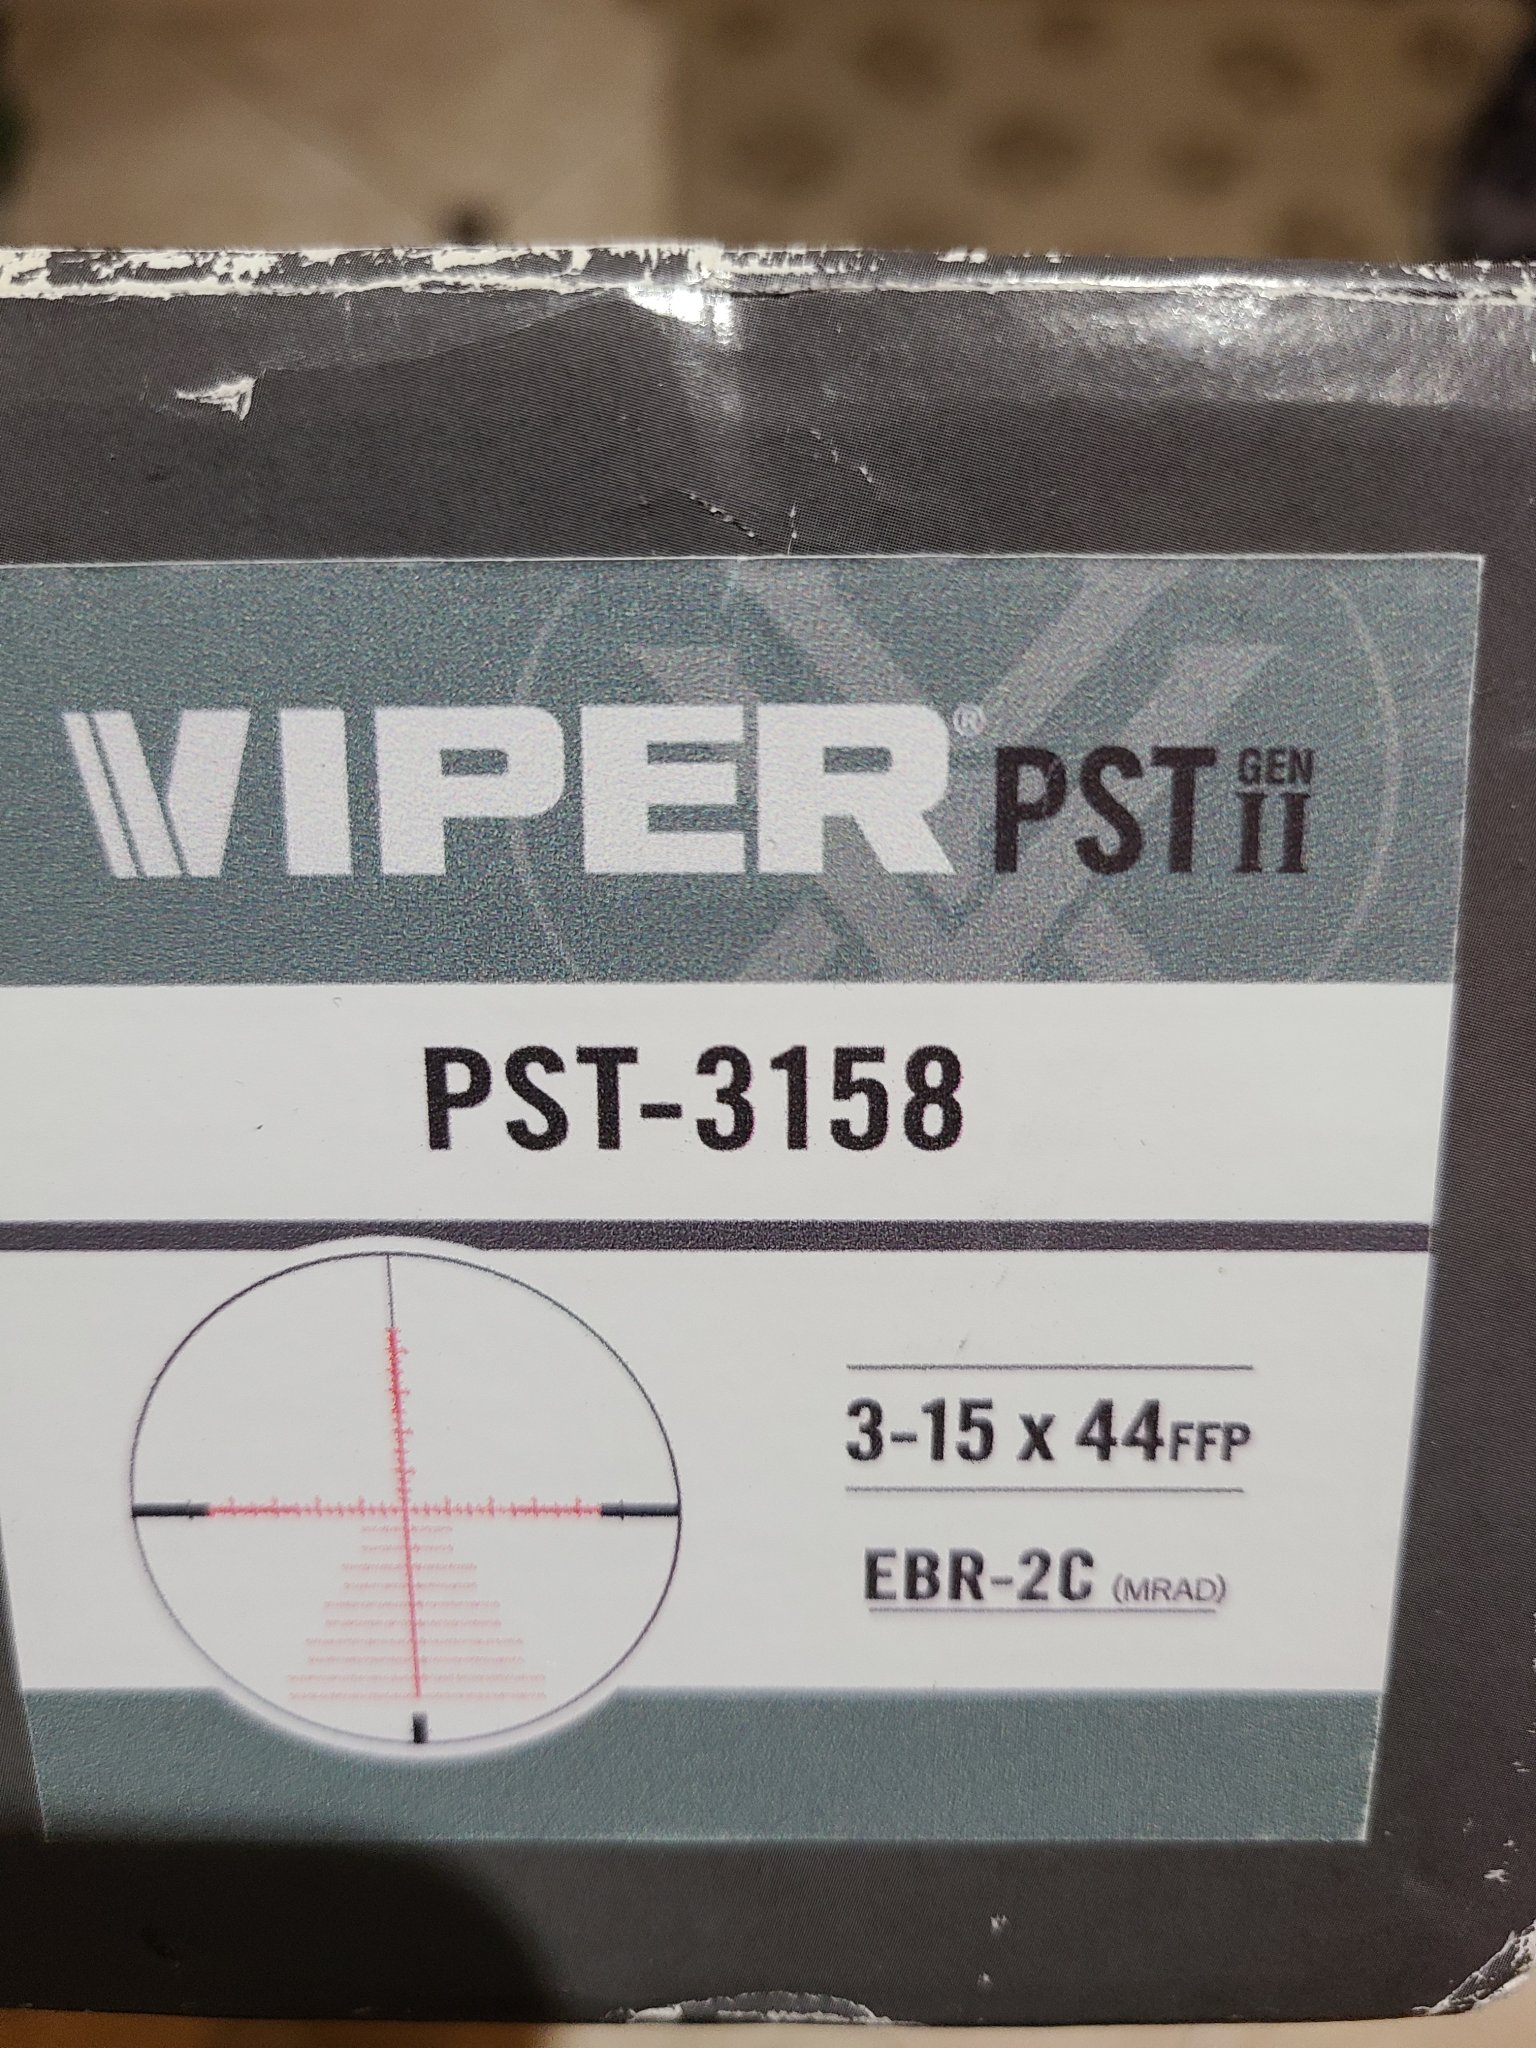 VIPER® PST GEN II
PST-3158
3-15 x 44FFP
EBR-2C (MRAD)